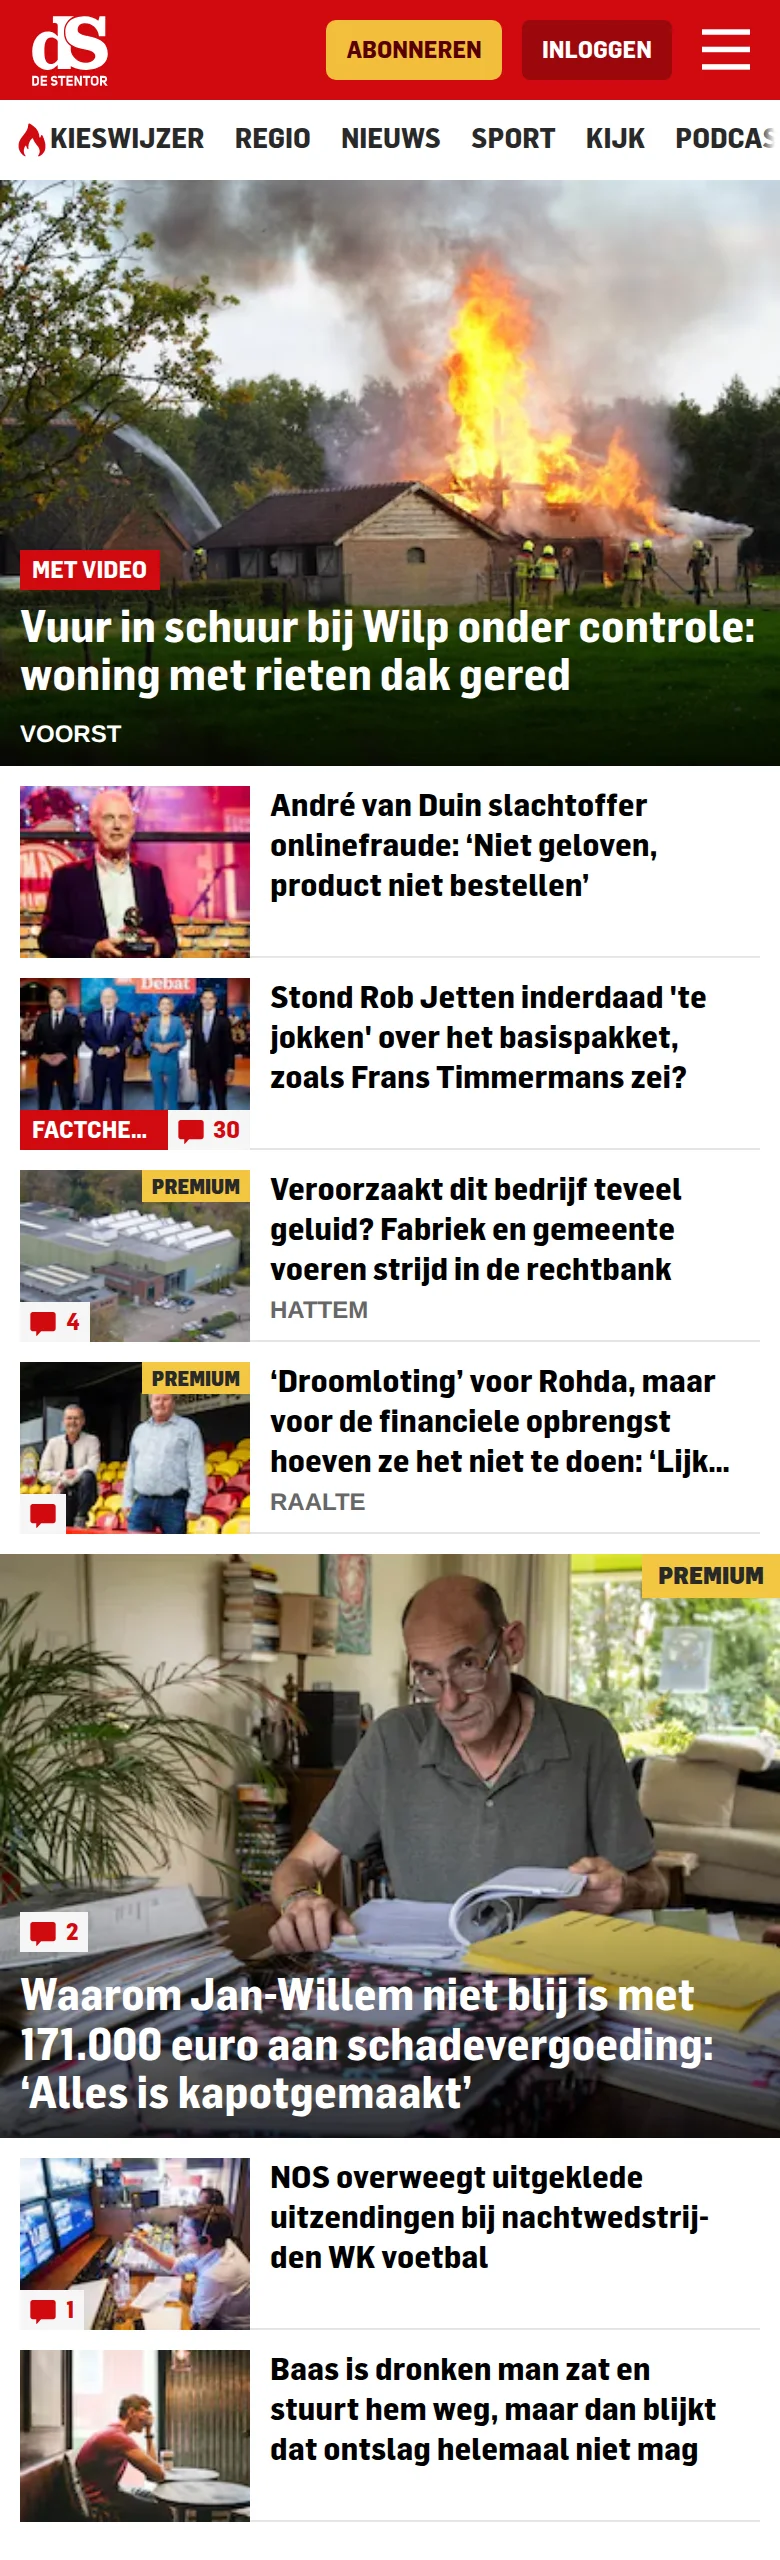 dS
DE STENTOR
ABONNEREN
INLOGGEN
KIESWIJZER REGIO NIEUWS SPORT KIJK PODCAS
MET VIDEO
Vuur in schuur bij Wilp onder controle:
woning met rieten dak gered
VOORST
André van Duin slachtoffer
onlinefraude: ‘Niet geloven,
product niet bestellen’
Debat
Stond Rob Jetten inderdaad 'te
jokken' over het basispakket,
zoals Frans Timmermans zei?
FACTCHE...
30
PREMIUM
Veroorzaakt dit bedrijf teveel
geluid? Fabriek en gemeente
voeren strijd in de rechtbank
HATTEM
4
PREMIUM
‘Droomloting’ voor Rohda, maar
voor de financiele opbrengst
hoeven ze het niet te doen: ‘Lijk...
RAALTE
PREMIUM
2
Waarom Jan-Willem niet blij is met
171.000 euro aan schadevergoeding:
‘Alles is kapotgemaakt’
NOS overweegt uitgeklede
uitzendingen bij nachtwedstrij-
den WK voetbal
1
Baas is dronken man zat en
stuurt hem weg, maar dan blijkt
dat ontslag helemaal niet mag